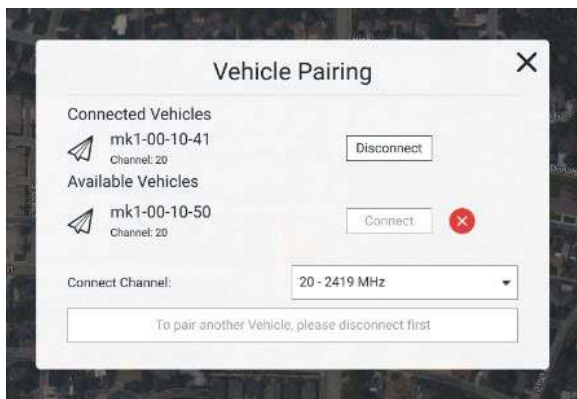 Vehicle Pairing
Connected Vehicles
mk1-00-10-41
Disconnect
Channel: 20
Available Vehicles
mk1-00-10-50
Connect
Channel: 20
Connect Channel:
20 - 2419 MHz
To pair another Vehicle, please disconnect first